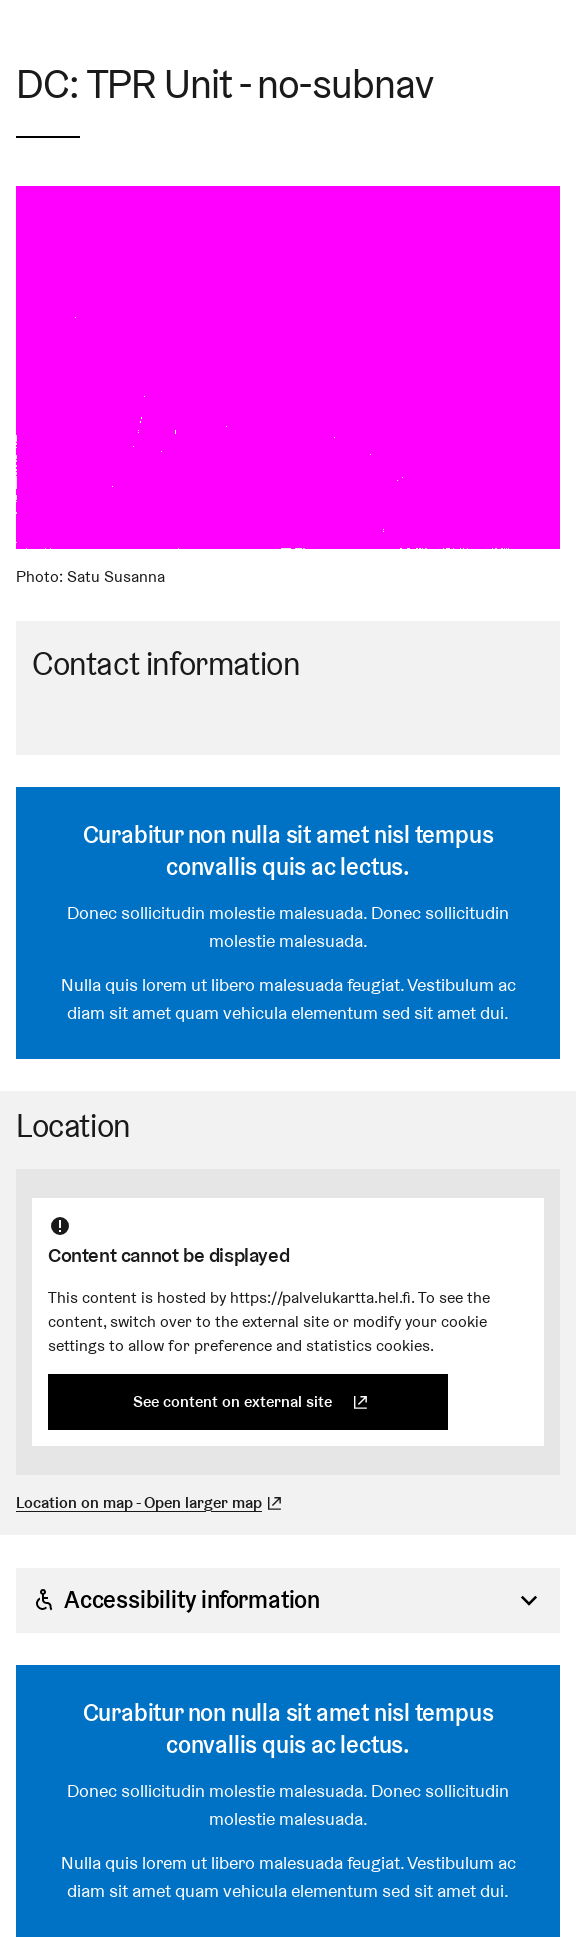 DC: TPR Unit - no-subnav
Photo: Satu Susanna
Contact information
Curabitur non nulla sit amet nisl tempus
convallis quis ac lectus.
Donec sollicitudin molestie malesuada. Donec sollicitudin
molestie malesuada.
Nulla quis lorem ut libero malesuada feugiat. Vestibulum ac
diam sit amet quam vehicula elementum sed sit amet dui.
Location
Content cannot be displayed
This content is hosted by https://palvelukartta.hel.fi. To see the
content, switch over to the external site or modify your cookie
settings to allow for preference and statistics cookies.
See content on external site
Location on map - Open larger map
Accessibility information
Curabitur non nulla sit amet nisl tempus
convallis quis ac lectus.
Donec sollicitudin molestie malesuada. Donec sollicitudin
molestie malesuada.
Nulla quis lorem ut libero malesuada feugiat. Vestibulum ac
diam sit amet quam vehicula elementum sed sit amet dui.